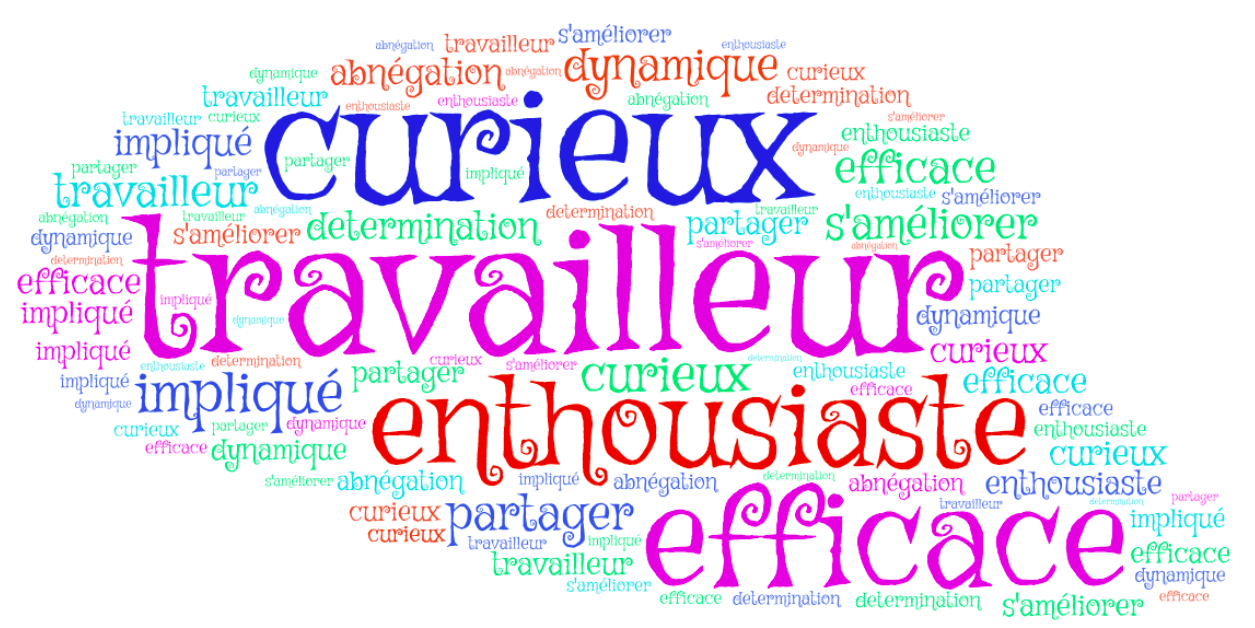 abnégation travailleur s'améliorer enthousiaste
dynamique abnégation abnégation dynamique curieux
travailleur enthousiaste enthousiaste abnégation determination
travailleur curieux curieux s'améliorer
impliqué dynamique enthousiaste
partager partager partager impliqué efficace
travailleur enthousiaste s'améliorer
abnégation travailleur abnégation determination travailleur
dynamique s'améliorer determination partager s'améliorer
s'améliorer abnégation partager
determination travailleur
efficace partager
impliqué impliqué dynamique dynamique
impliqué curieux
enthousiaste determination curieux s'améliorer determination
impliqué partager curieux enthousiaste efficace
dynamique impliqué efficace efficace
curieux partager dynamique enthousiaste enthousiaste
efficace dynamique curieux
s'améliorer abnégation impliqué abnégation determination abnégation enthousiaste
curieux partager efficace travailleur determination partager
curieux travailleur impliqué impliqué
travailleur efficace
s'améliorer dynamique
efficace determination determination s'améliorer efficace